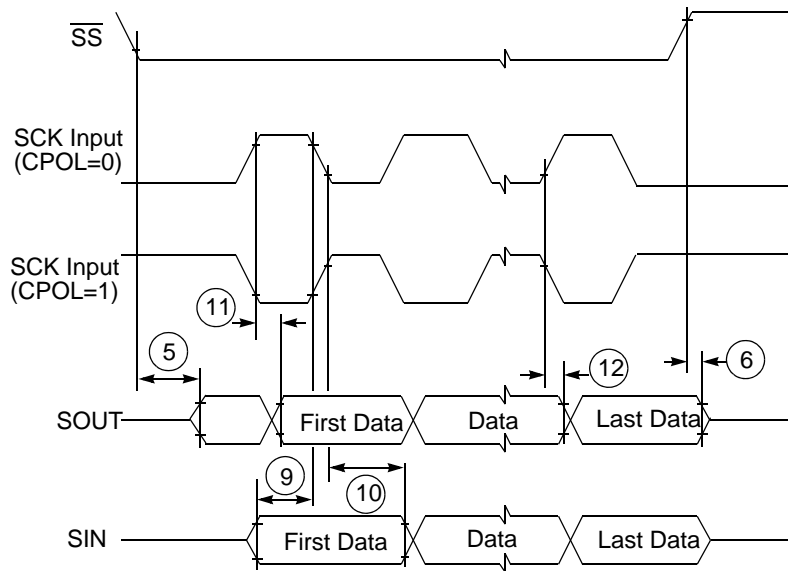 SS
SCK Input
(CPOL=0)
SCK Input
(CPOL=1)
11
5
12
6
SOUT
First Data
Data
Last Data
9
10
SIN
First Data
Data
Last Data